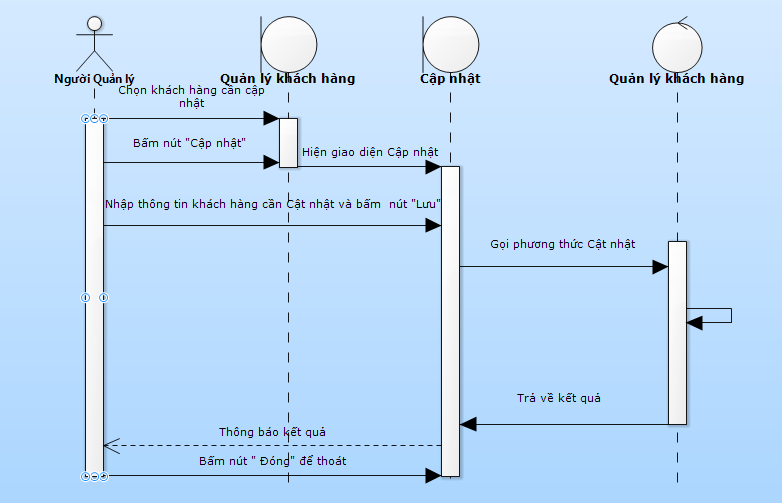 Người Quản lý
Quản lý khách hàng
Cập nhật
Quản lý khách hàng
Chọn khách hàng cần cập
nhật
Bấm nút "Cập nhật"
Hiện giao diện Cập nhật
Nhập thông tin khách hàng cần Cật nhật và bấm  nút "Lưu"
Gọi phương thức Cật nhật
Trả về kết quả
Thông báo kết quả
Bấm nút " Đóng" để thoát